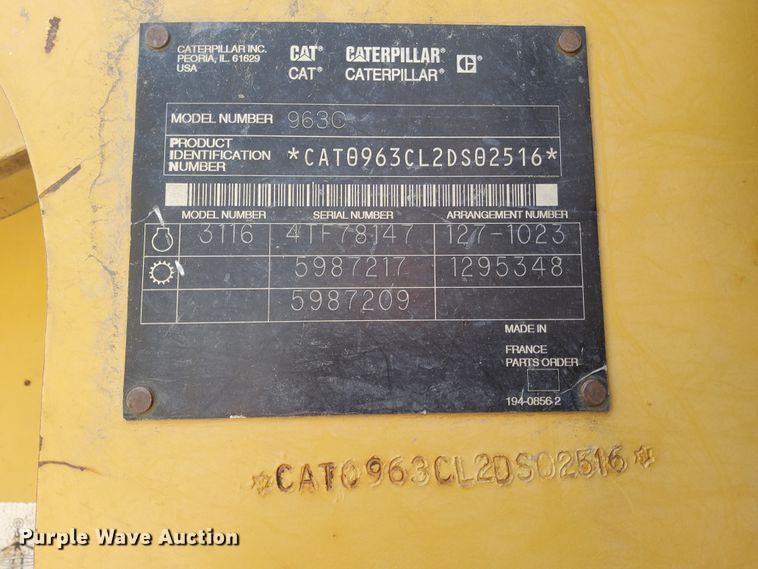 CATERPILLAR INC.
PEORIA, IL. 61629
USA
CAT® CATERPILLAR® C®
CAT® CATERPILLAR®
MODEL NUMBER 963C
PRODUCT
IDENTIFICATION
NUMBER *CAT0963CL2DS02516*
MODEL NUMBER SERIAL NUMBER ARRANGEMENT NUMBER
3116 4TF78147 127-1023
5987217 1295348
5987209
MADE IN
FRANCE
PARTS ORDER
194-0856 2
*CAT0963CL2DS02516*
Purple Wave Auction